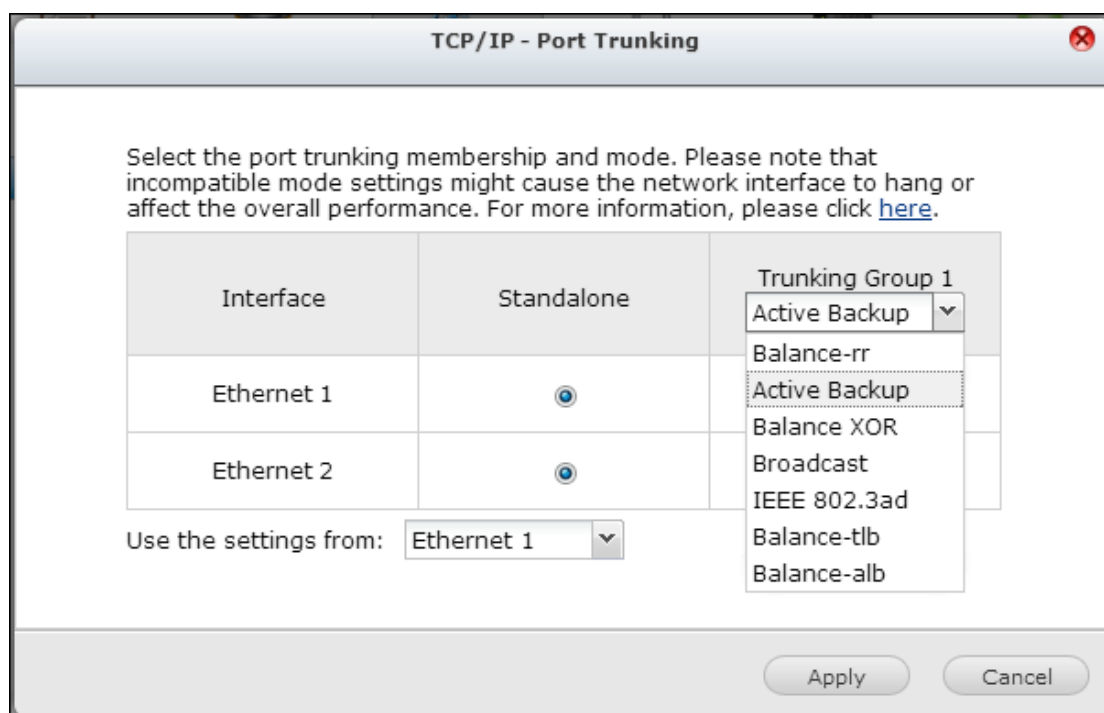 TCP/IP - Port Trunking
Select the port trunking membership and mode. Please note that
incompatible mode settings might cause the network interface to hang or
affect the overall performance. For more information, please click here.
Interface
Standalone
Trunking Group 1
Active Backup
Balance-rr
Active Backup
Balance XOR
Broadcast
IEEE 802.3ad
Balance-tlb
Balance-alb
Ethernet 1
Ethernet 2
Use the settings from:
Ethernet 1
Apply
Cancel